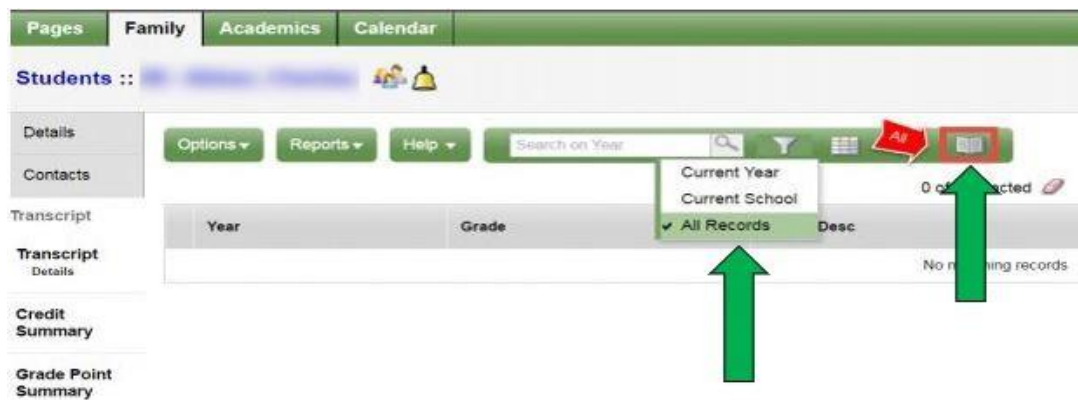 Pages Family Academics Calendar
Students ::
Details
Options Reports Help Search on Year All
Contacts
Current Year
Current School
✓ All Records
0 of cted
Transcript
Year Grade Desc
Transcript
Details
No ing records
Credit
Summary
Grade Point
Summary